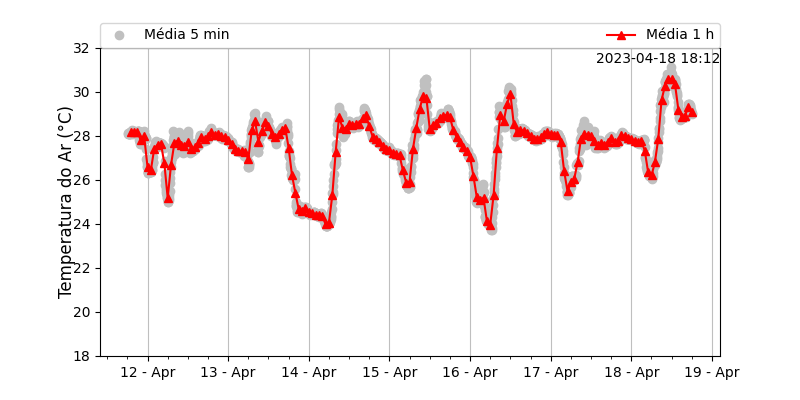 Média 5 min
Média 1 h
2023-04-18 18:12
Temperatura do Ar (°C)
32
30
28
26
24
22
20
18
12 - Apr
13 - Apr
14 - Apr
15 - Apr
16 - Apr
17 - Apr
18 - Apr
19 - Apr